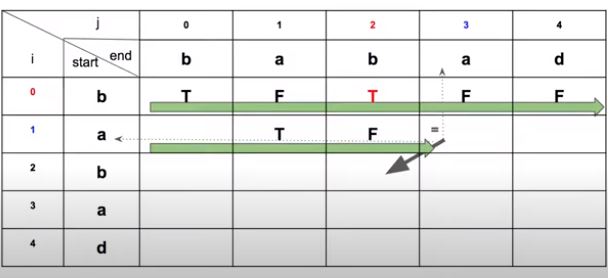 j 0 1 2 3 4
i start end b a b a d
0 b T F T F F
1 a T F =
2 b
3 a
4 d